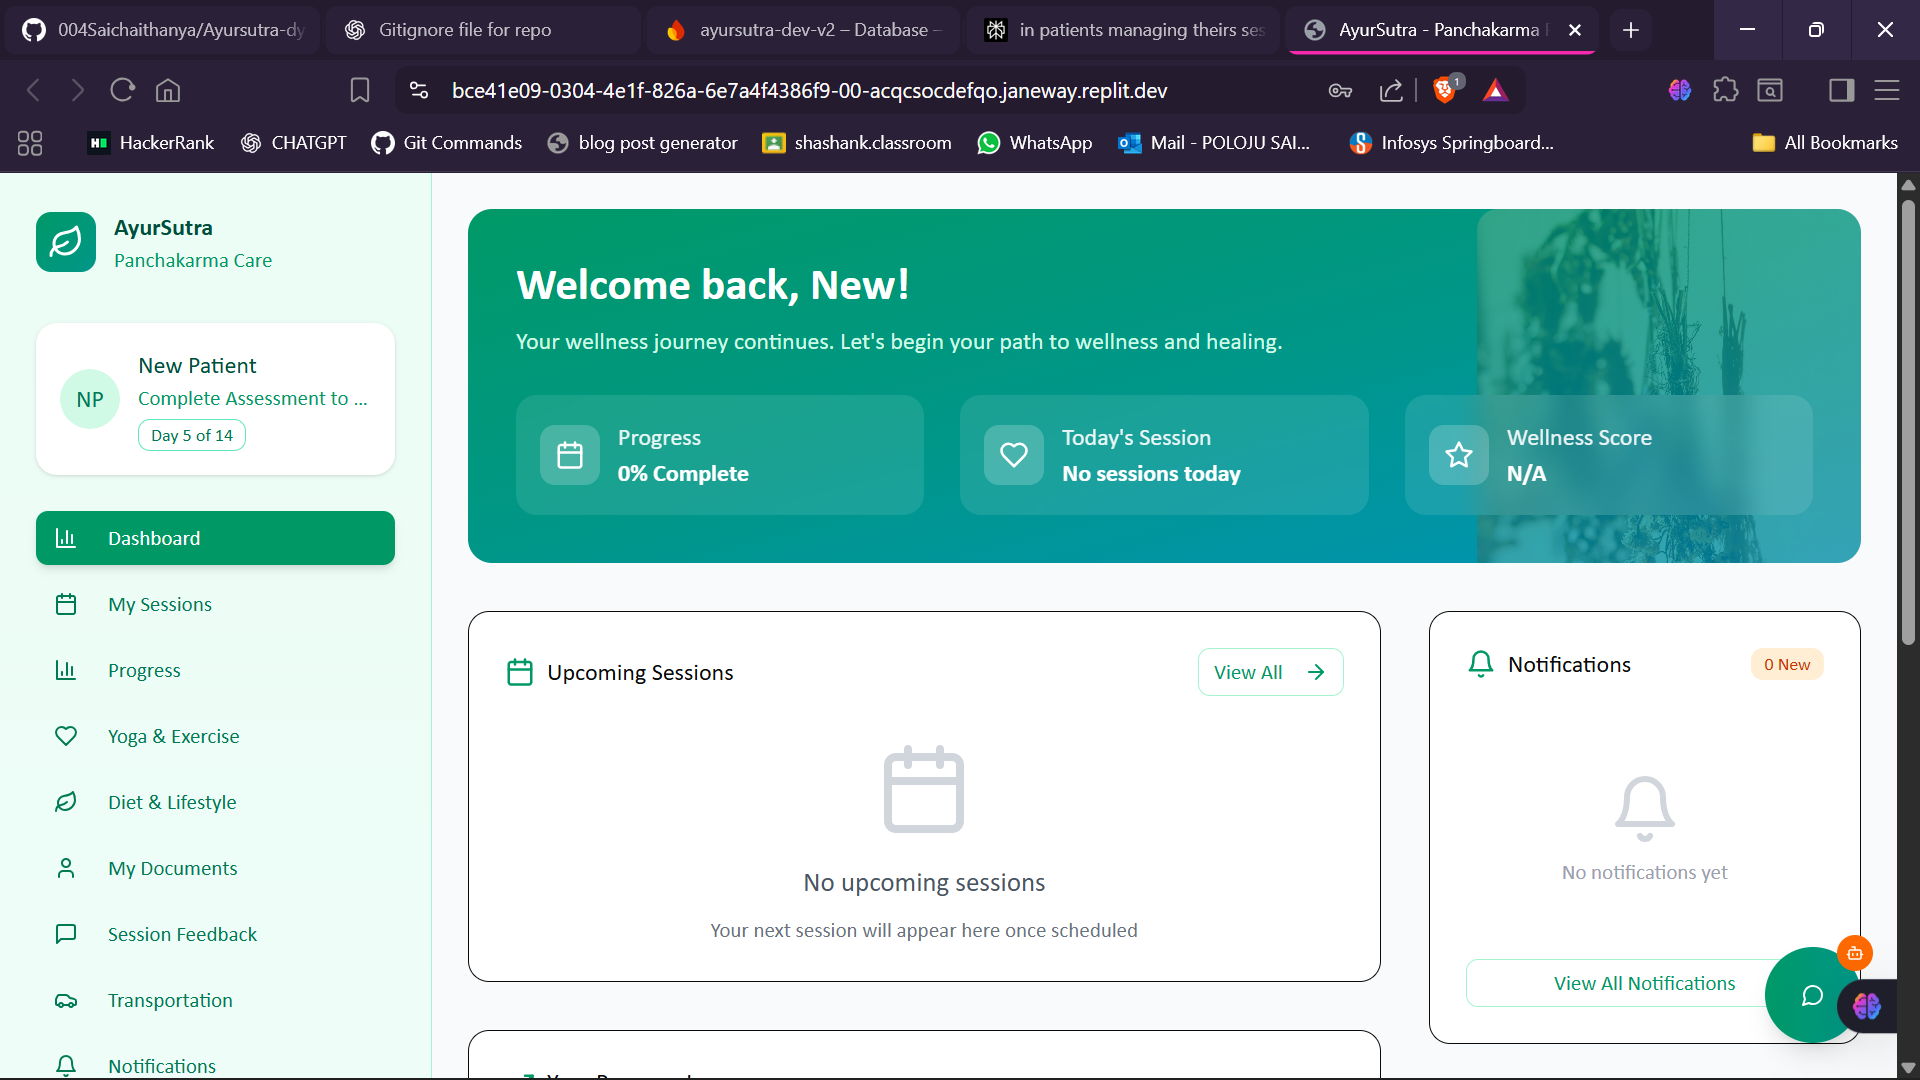 004Saichaithanya/Ayursutra-dy
Gitignore file for repo
ayursutra-dev-v2 – Database –
in patients managing theirs ses
AyurSutra - Panchakarma
bce41e09-0304-4e1f-826a-6e7a4f4386f9-00-acqcsocdefqo.janeway.replit.dev
1
HackerRank
CHATGPT
Git Commands
blog post generator
shashank.classroom
WhatsApp
Mail - POLOJU SAI...
Infosys Springboard...
All Bookmarks
AyurSutra
Panchakarma Care
NP
New Patient
Complete Assessment to ...
Day 5 of 14
Dashboard
My Sessions
Progress
Yoga & Exercise
Diet & Lifestyle
My Documents
Session Feedback
Transportation
Notifications
Welcome back, New!
Your wellness journey continues. Let's begin your path to wellness and healing.
Progress
0% Complete
Today's Session
No sessions today
Wellness Score
N/A
Upcoming Sessions
View All
No upcoming sessions
Your next session will appear here once scheduled
Notifications
0 New
No notifications yet
View All Notifications